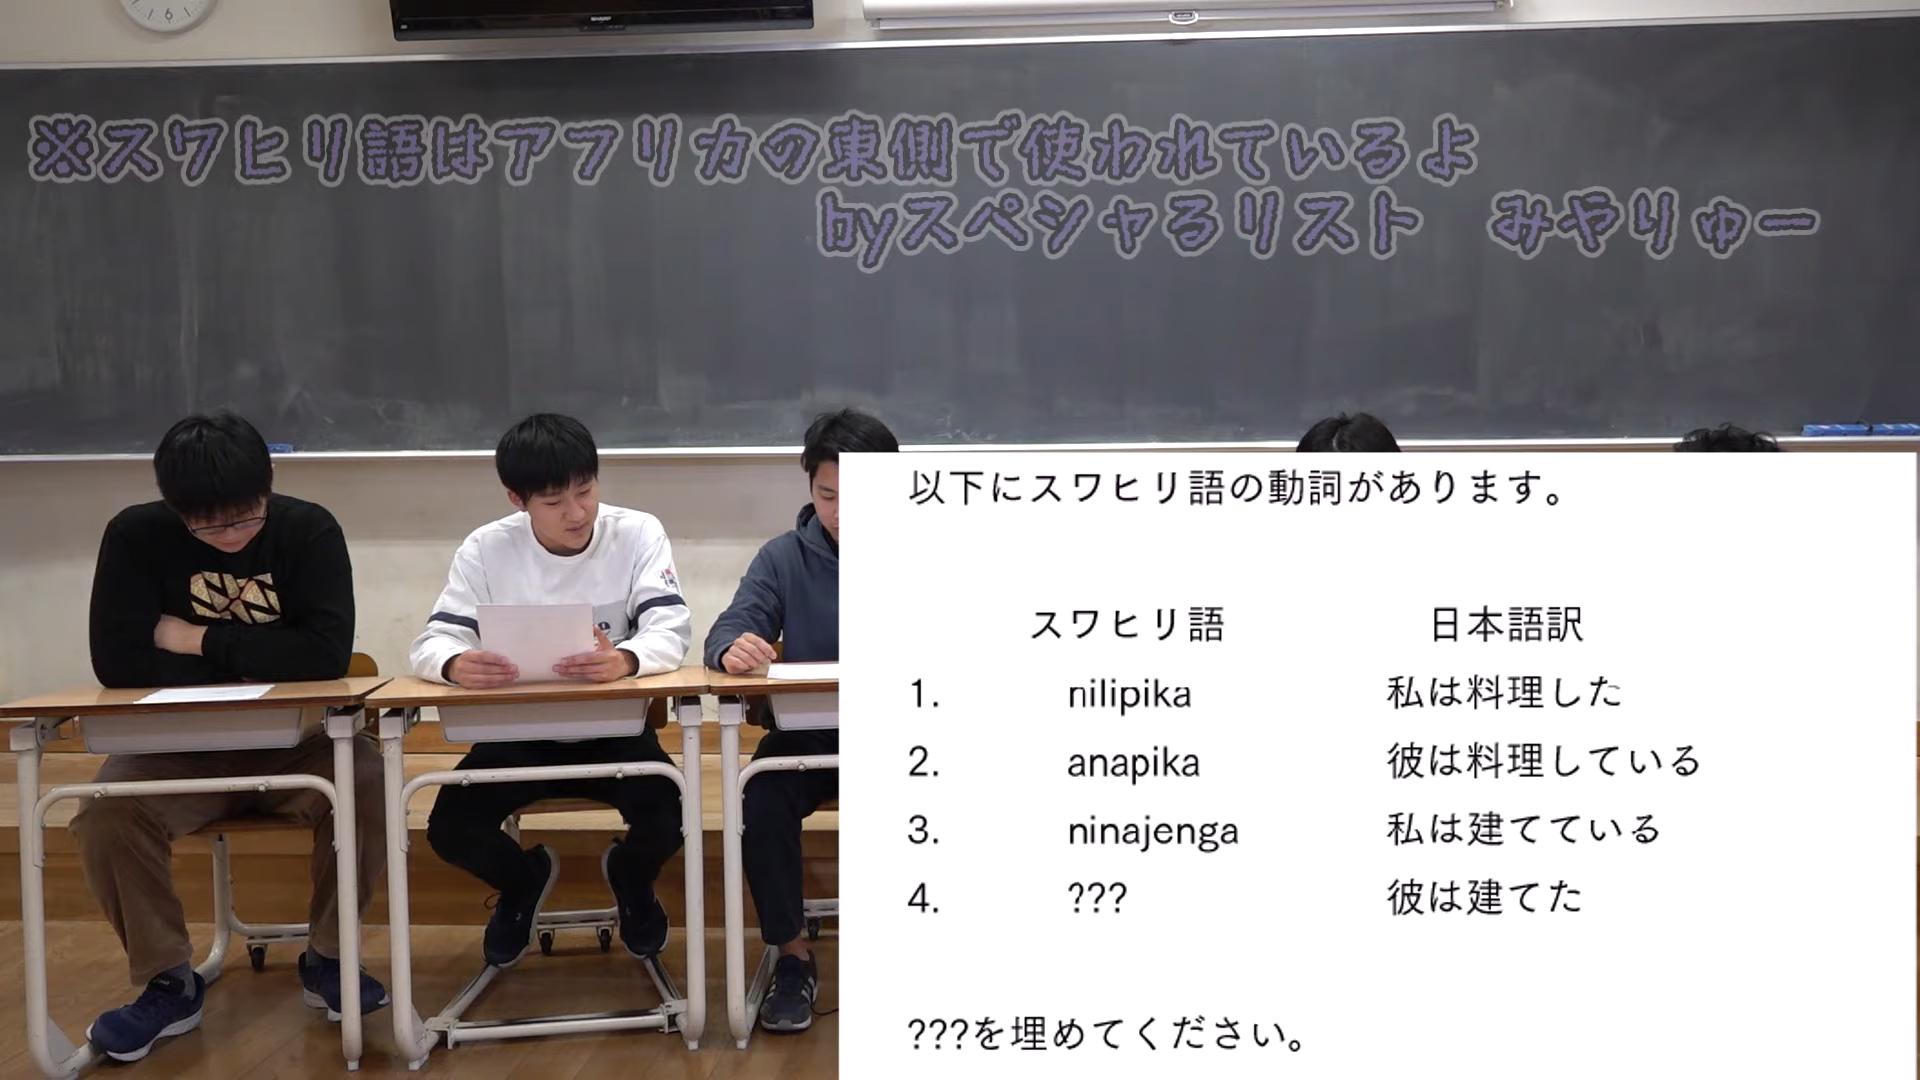 SHARP
※スワヒリ語はアフリカの東側で使われているよ
byスペシャるリスト　みやりゅー
以下にスワヒリ語の動詞があります。
スワヒリ語　日本語訳
1. nilipika 私は料理した
2. anapika 彼は料理している
3. ninajenga 私は建てている
4. ??? 彼は建てた
???を埋めてください。